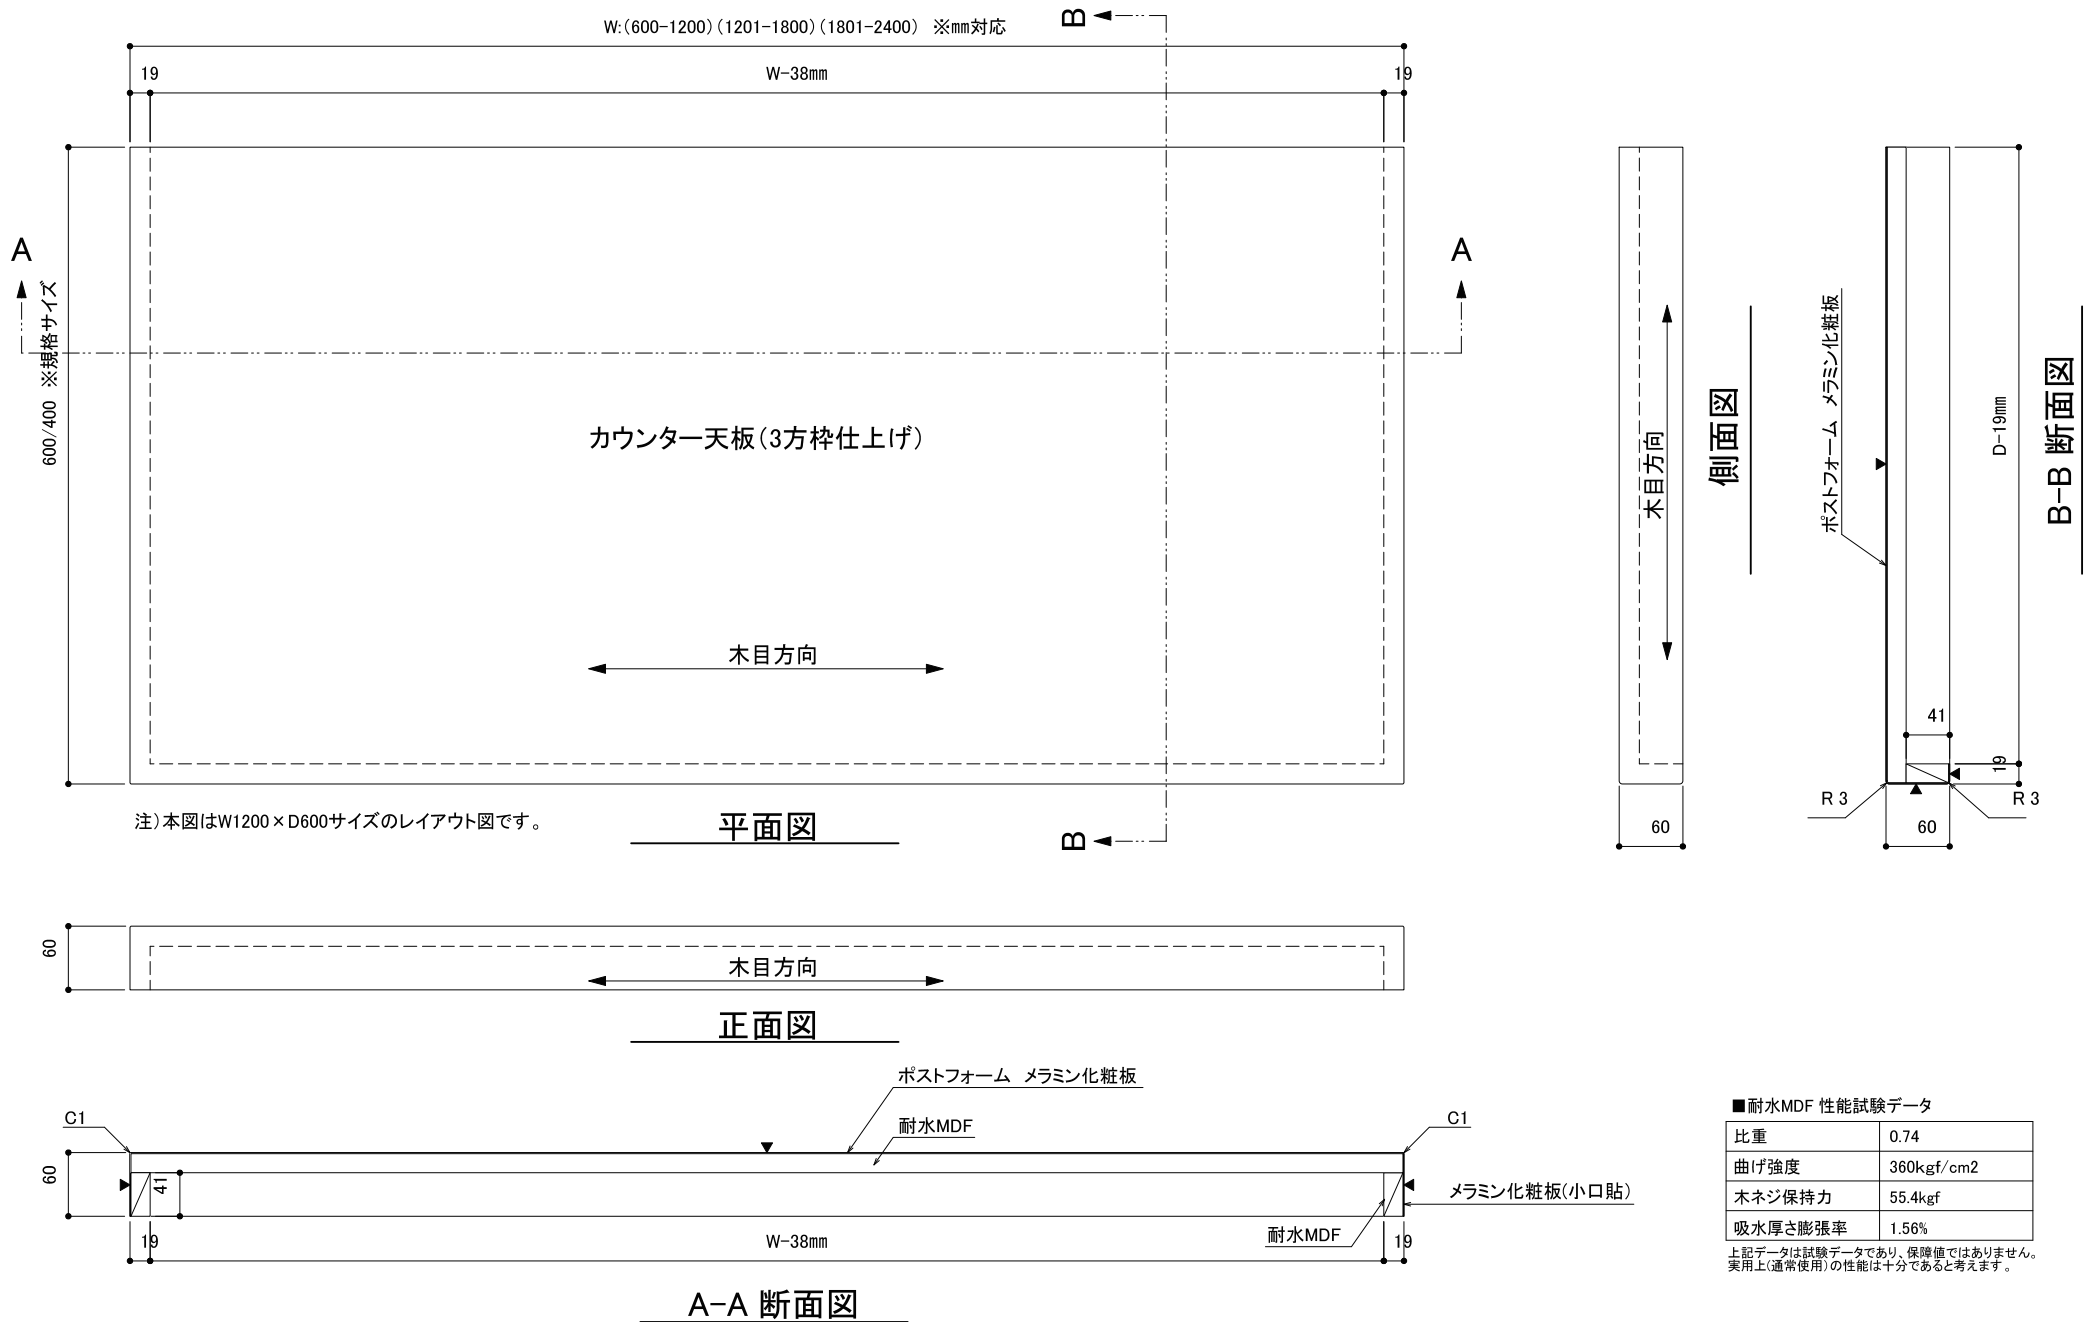 W:(600-1200)(1201-1800)(1801-2400) ※mm対応
B
19
W-38mm
19
A
A
600/400 ※規格サイズ
カウンター天板(3方枠仕上げ)
木目方向
注)本図はW1200×D600サイズのレイアウト図です。
平面図
B
木目方向
側面図
60
ポストフォーム メラミン化粧板
D-19mm
B-B 断面図
41
19
R 3
R 3
60
60
木目方向
正面図
ポストフォーム メラミン化粧板
C1
耐水MDF
C1
60
41
メラミン化粧板(小口貼)
耐水MDF
19
W-38mm
19
A-A 断面図
■耐水MDF 性能試験データ
比重 0.74
曲げ強度 360kgf/cm2
木ネジ保持力 55.4kgf
吸水厚さ膨張率 1.56%
上記データは試験データであり、保障値ではありません。
実用上(通常使用)の性能は十分であると考えます。